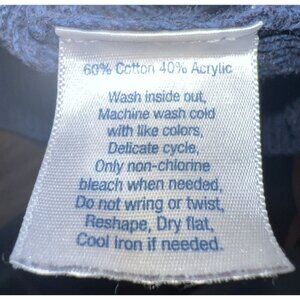 60% Cotton 40% Acrylic
Wash inside out,
Machine wash cold
with like colors,
Delicate cycle,
Only non-chlorine
bleach when needed,
Do not wring or twist,
Reshape, Dry flat,
Cool iron if needed.